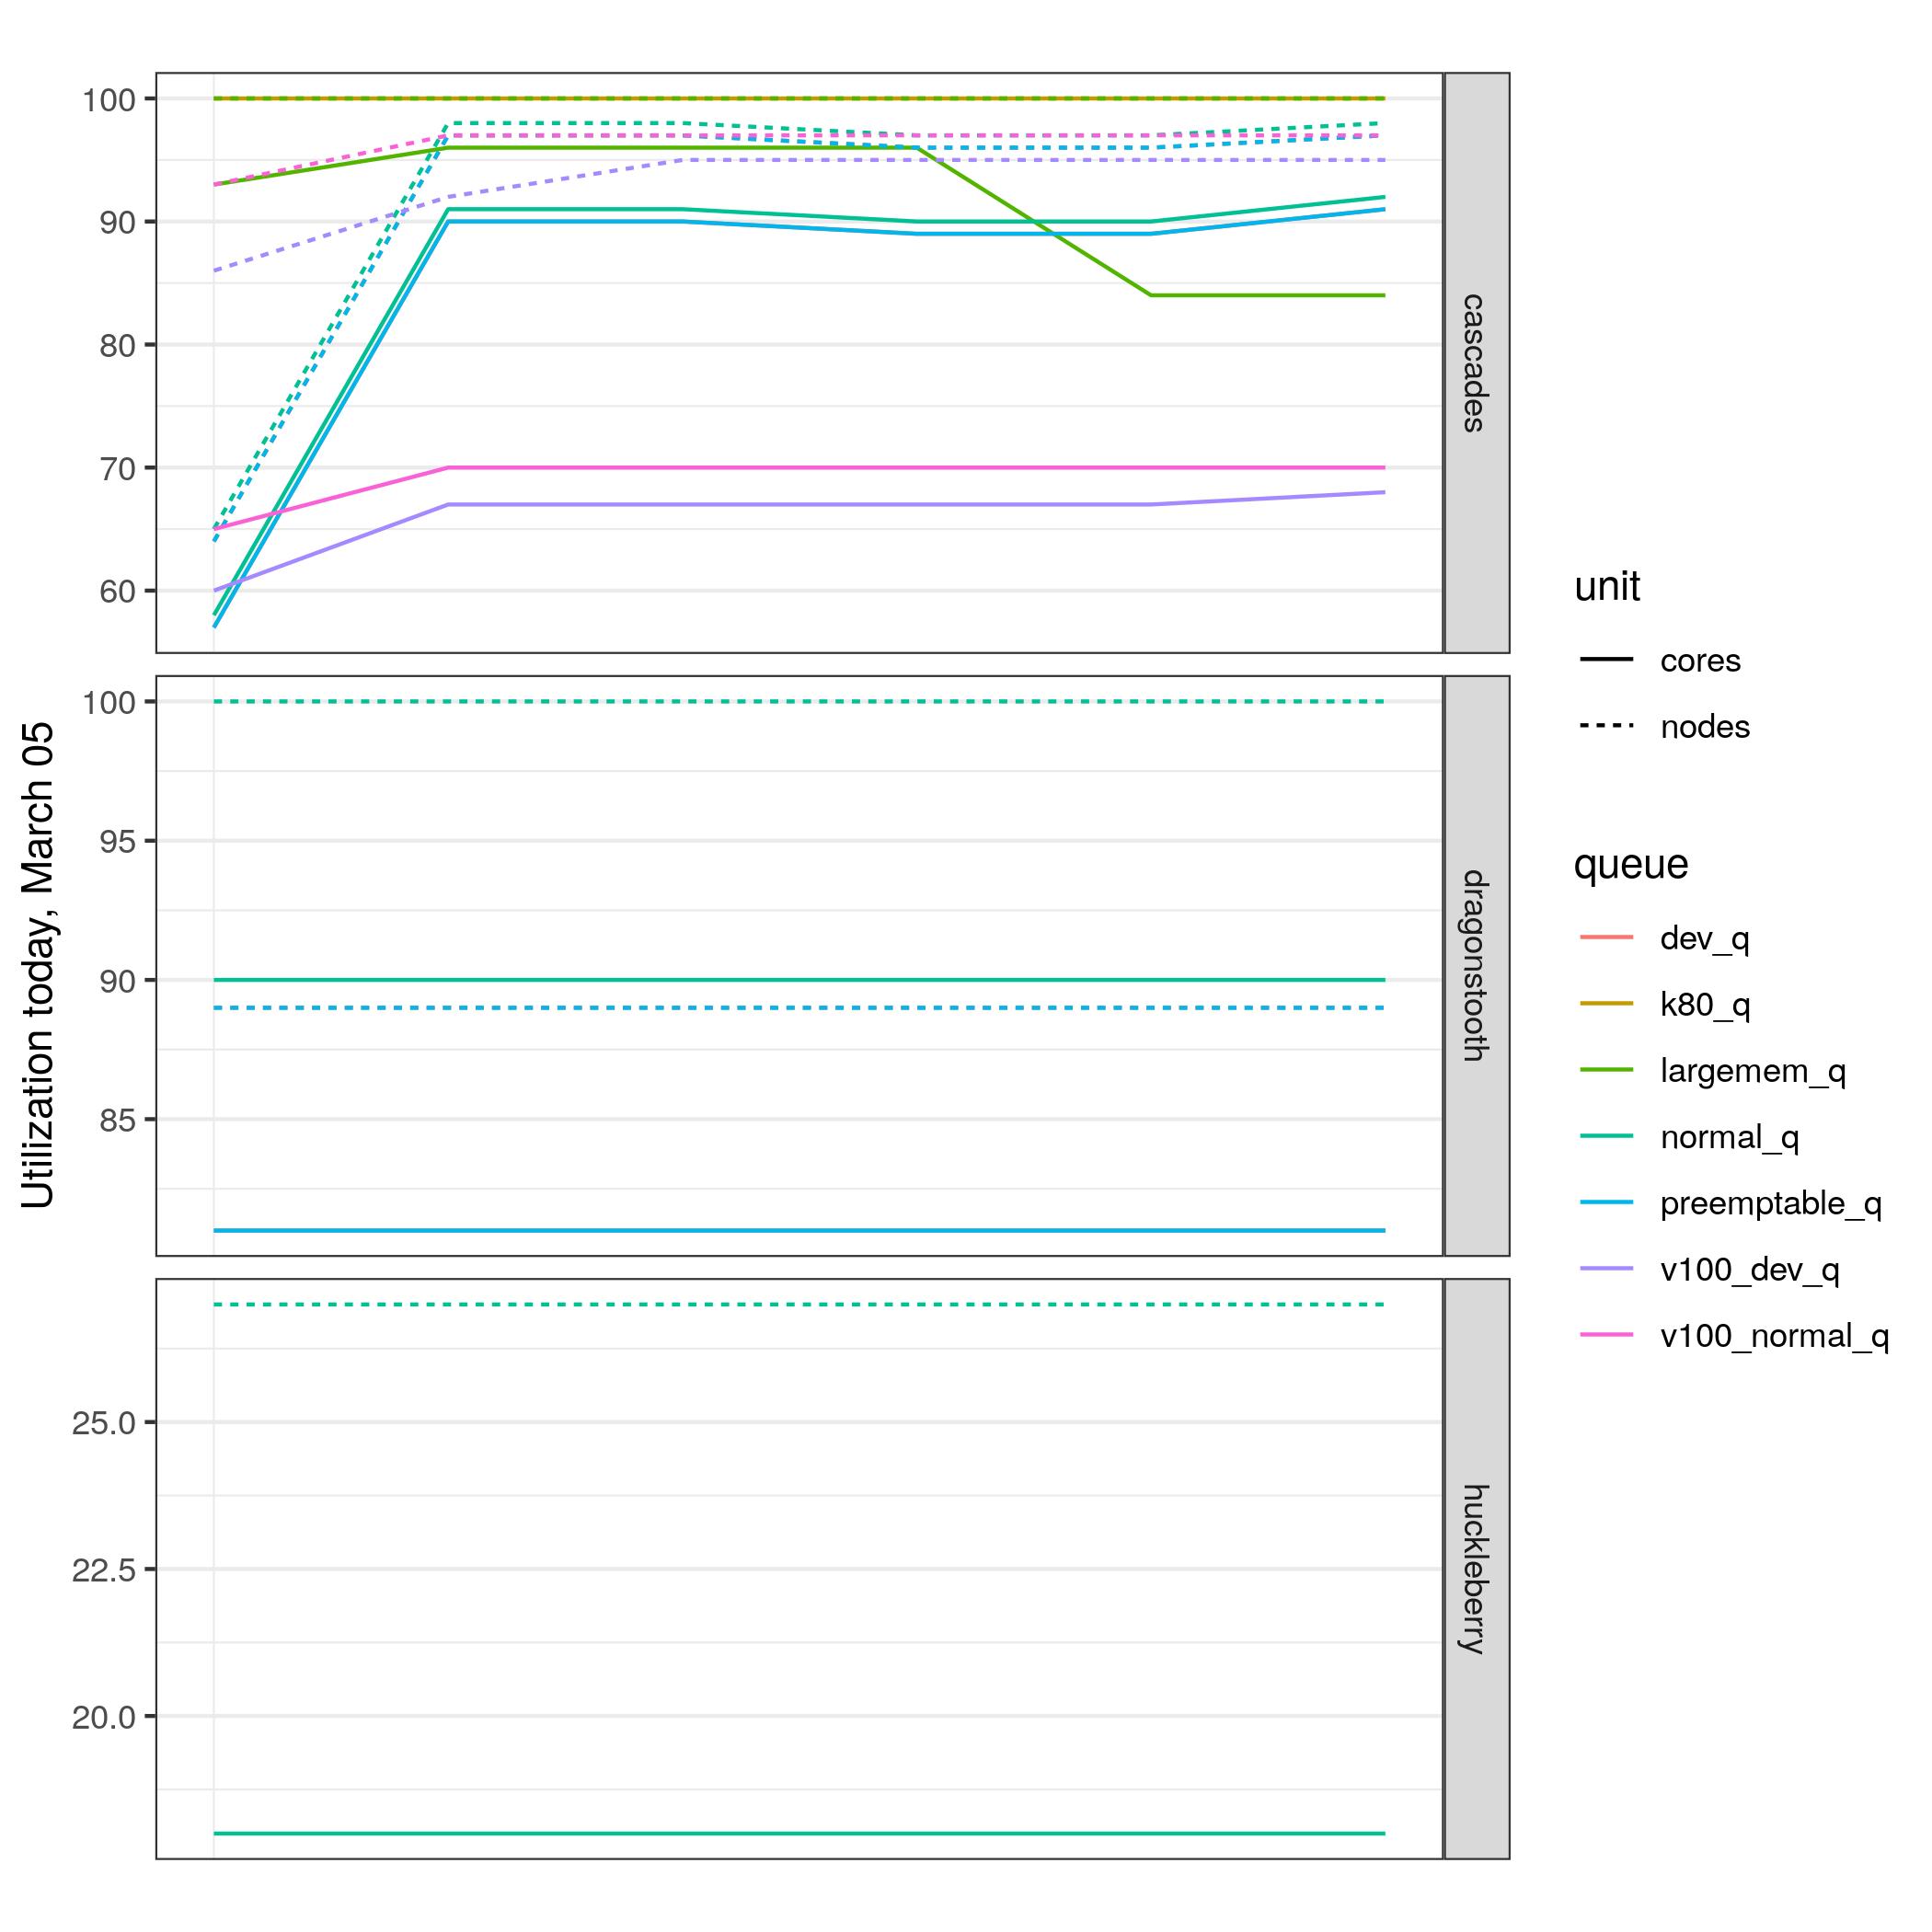 Utilization today, March 05
100
90
80
70
60
cascades
100
95
90
85
dragonstooth
25.0
22.5
20.0
huckleberry
unit
cores
nodes
queue
dev_q
k80_q
largemem_q
normal_q
preemptable_q
v100_dev_q
v100_normal_q